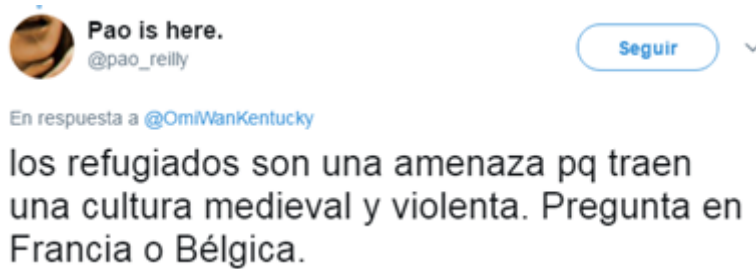 Pao is here.
@pao_reilly
Seguir
En respuesta a @OmiWanKentucky
los refugiados son una amenaza pq traen
una cultura medieval y violenta. Pregunta en
Francia o Bélgica.